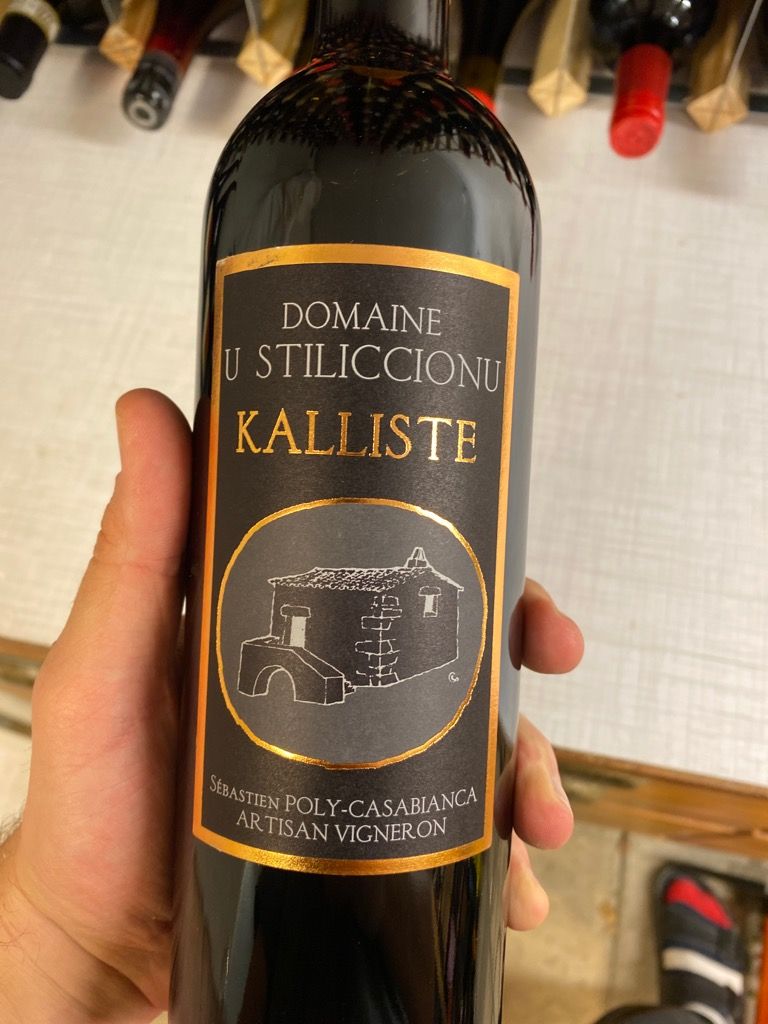 DOMAINE
U STILICCIONU
KALLISTE
SÉBASTIEN POLY-CASABIANCA
ARTISAN VIGNERON